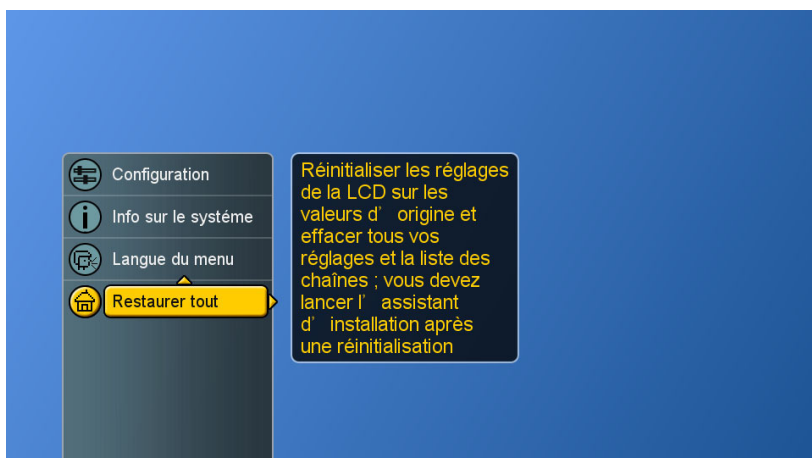 Configuration
Info sur le systéme
Langue du menu
Restaurer tout
Réinitialiser les réglages
de la LCD sur les
valeurs d' origine et
effacer tous vos
réglages et la liste des
chaînes ; vous devez
lancer l' assistant
d' installation après
une réinitialisation